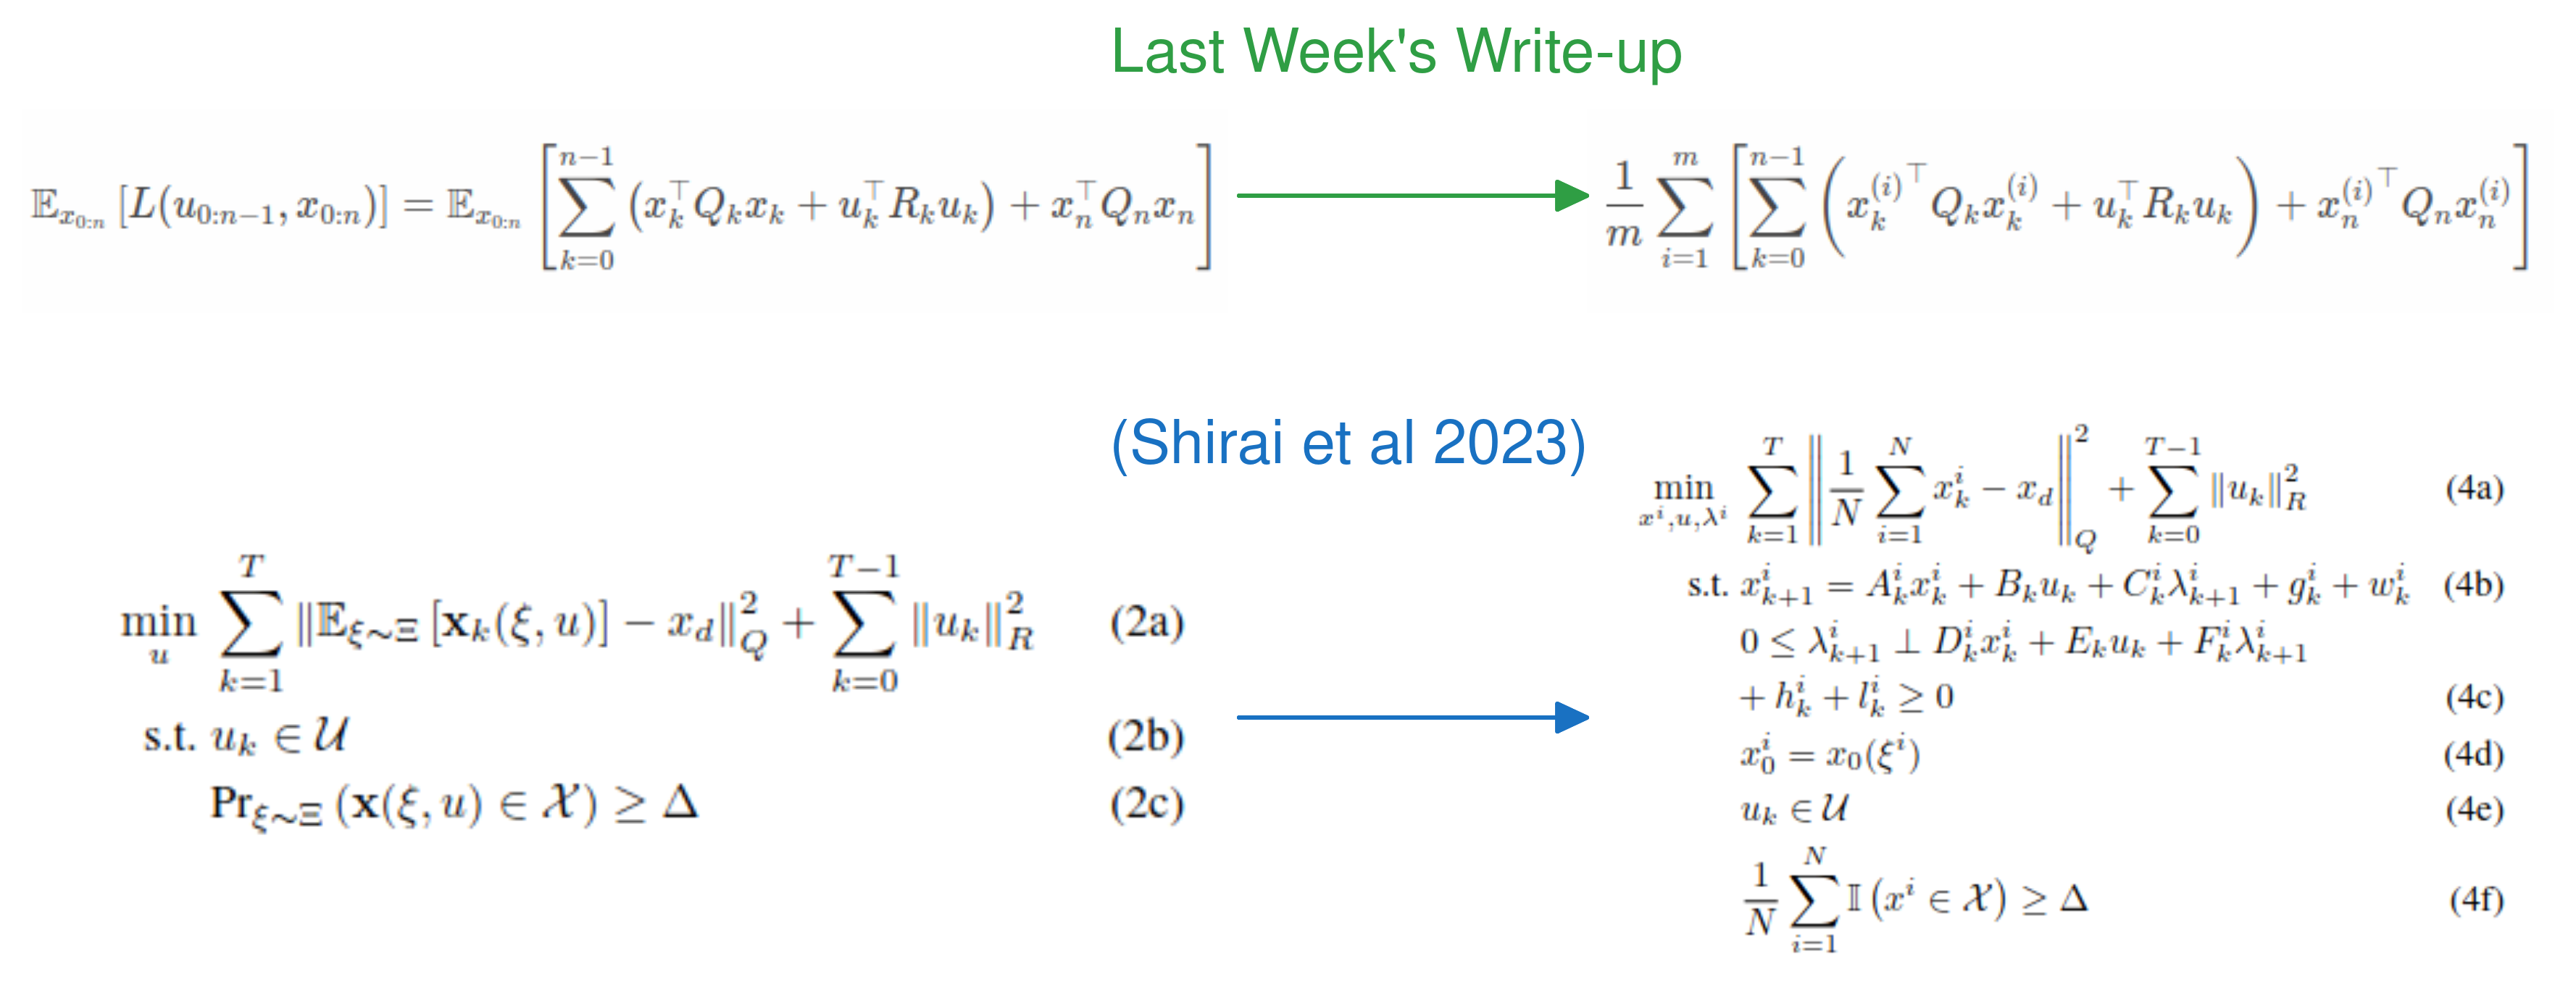 Last Week's Write-up
$\mathbb{E}_{x_{0:n}}[L(u_{0:n-1}, x_{0:n})] = \mathbb{E}_{x_{0:n}}\left[\sum_{k=0}^{n-1}\left(x_k^\top Q_k x_k + u_k^\top R_k u_k\right) + x_n^\top Q_n x_n\right]$
$\frac{1}{m}\sum_{i=1}^{m}\left[\sum_{k=0}^{n-1}\left({x_k^{(i)}}^\top Q_k x_k^{(i)} + u_k^\top R_k u_k\right) + {x_n^{(i)}}^\top Q_n x_n^{(i)}\right]$
(Shirai et al 2023)
$\min_{u} \sum_{k=1}^{T} \|\mathbb{E}_{\xi\sim\Xi}[\mathbf{x}_k(\xi, u)] - x_d\|_Q^2 + \sum_{k=0}^{T-1} \|u_k\|_R^2$ (2a)
s.t. $u_k \in \mathcal{U}$ (2b)
$\Pr_{\xi\sim\Xi}(\mathbf{x}(\xi, u) \in \mathcal{X}) \geq \Delta$ (2c)
$\min_{x^i, u, \lambda^i} \sum_{k=1}^{T} \left\|\frac{1}{N}\sum_{i=1}^{N} x_k^i - x_d\right\|_Q^2 + \sum_{k=0}^{T-1} \|u_k\|_R^2$ (4a)
s.t. $x_{k+1}^i = A_k^i x_k^i + B_k u_k + C_k^i \lambda_{k+1}^i + g_k^i + w_k^i$ (4b)
$0 \leq \lambda_{k+1}^i \perp D_k^i x_k^i + E_k u_k + F_k^i \lambda_{k+1}^i$
$+ h_k^i + l_k^i \geq 0$ (4c)
$x_0^i = x_0(\xi^i)$ (4d)
$u_k \in \mathcal{U}$ (4e)
$\frac{1}{N}\sum_{i=1}^{N} \mathbb{I}(x^i \in \mathcal{X}) \geq \Delta$ (4f)